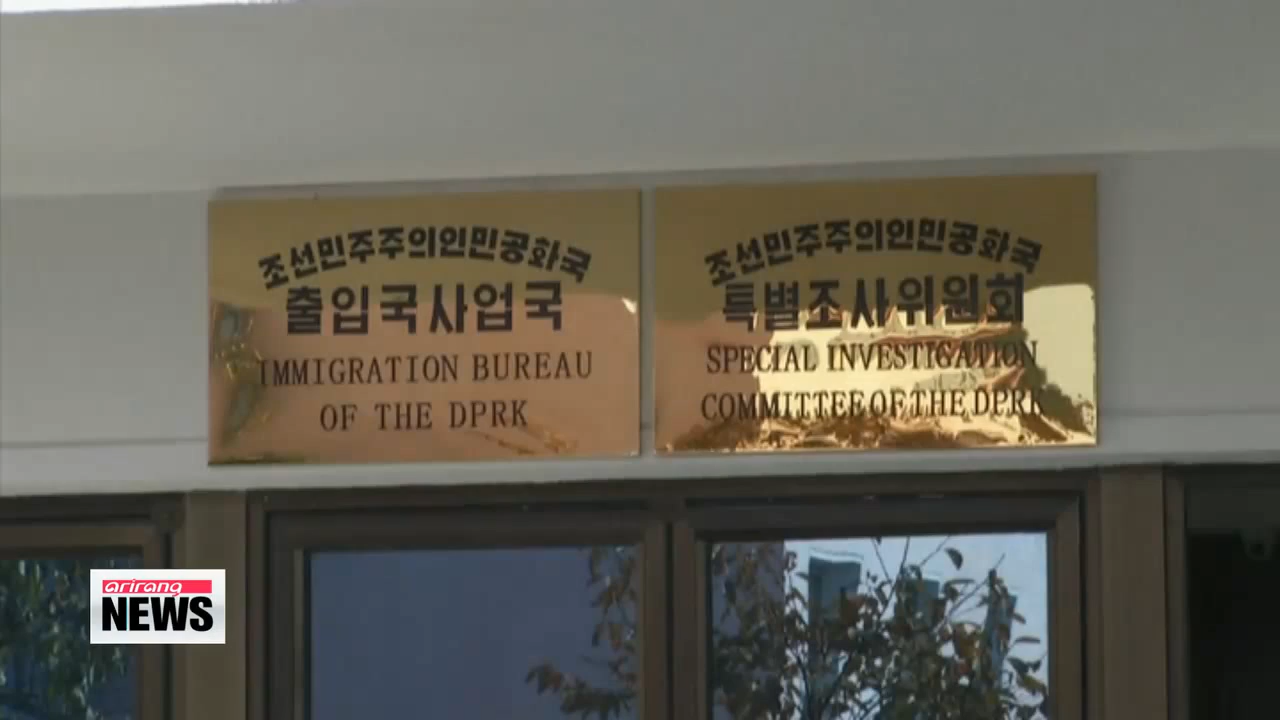 조선민주주의인민공화국
출입국사업국
IMMIGRATION BUREAU
OF THE DPRK
조선민주주의인민공화국
특별조사위원회
SPECIAL INVESTIGATION
COMMITTEE OF THE DPRK
arirang
NEWS